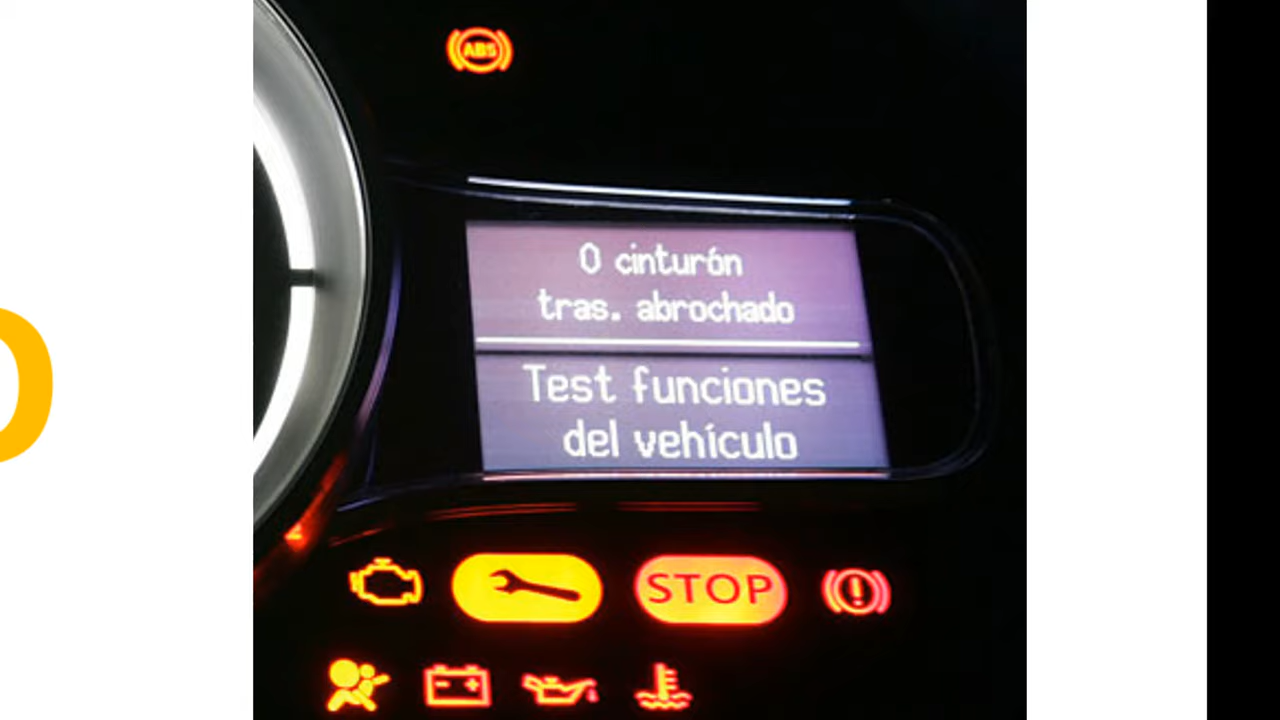 ABS
0 cinturón
tras. abrochado
Test funciones
del vehículo
STOP